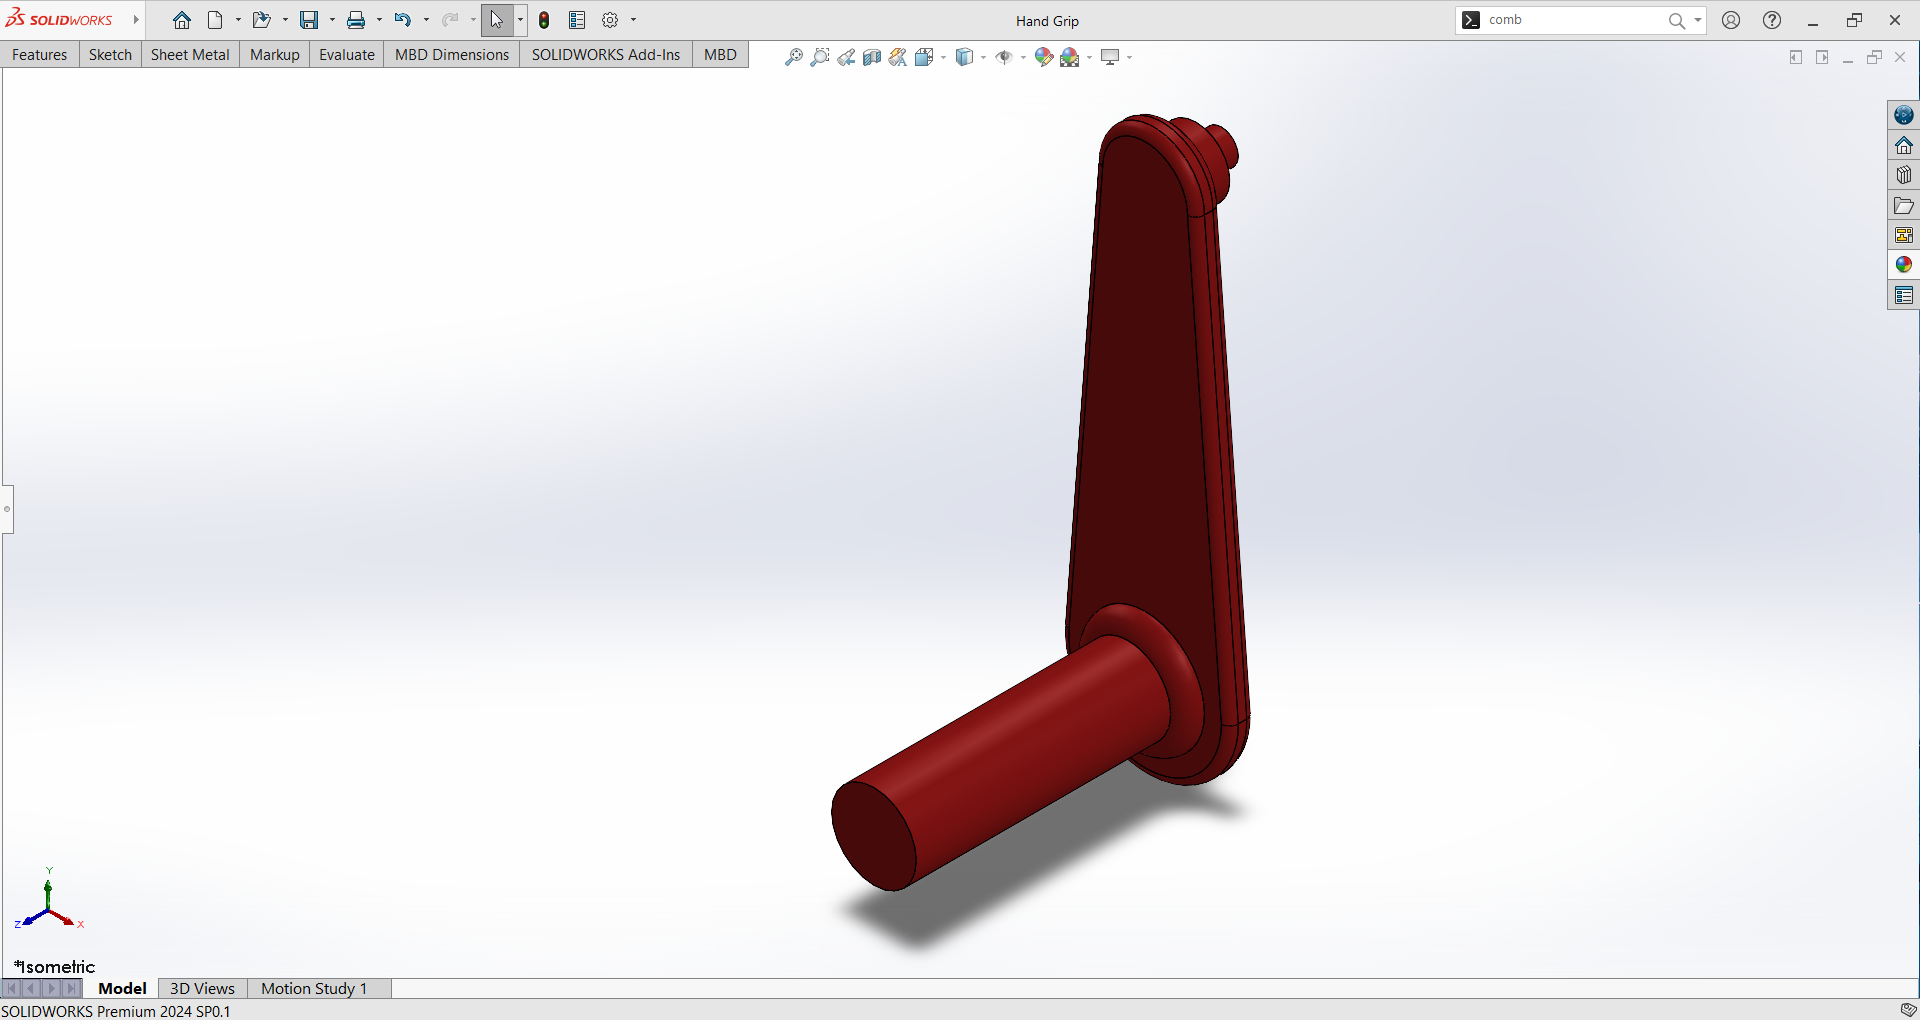 SOLIDWORKS
Hand Grip
comb
Features
Sketch
Sheet Metal
Markup
Evaluate
MBD Dimensions
SOLIDWORKS Add-Ins
MBD
Y
Z
X
*Isometric
Model
3D Views
Motion Study 1
SOLIDWORKS Premium 2024 SP0.1